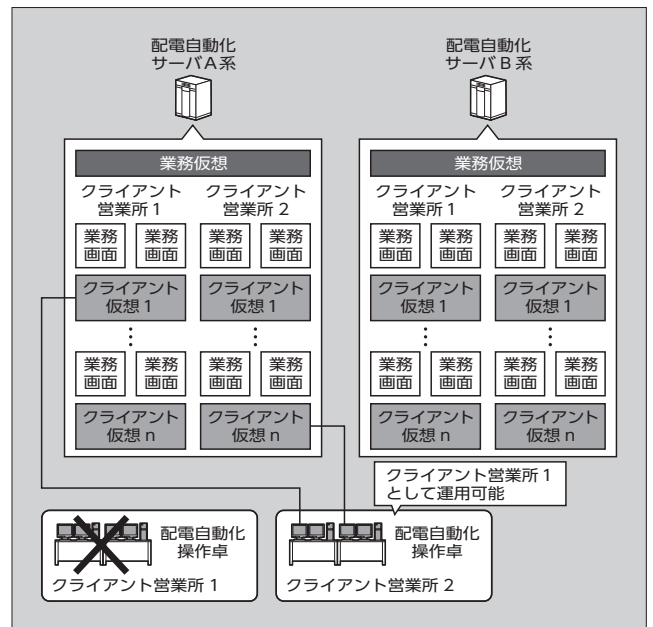 配電自動化
サーバA系
業務仮想
クライアント
営業所1
クライアント
営業所2
業務
画面
業務
画面
業務
画面
業務
画面
クライアント
仮想1
クライアント
仮想1
⋮
⋮
業務
画面
業務
画面
業務
画面
業務
画面
クライアント
仮想n
クライアント
仮想n
配電自動化
サーバB系
業務仮想
クライアント
営業所1
クライアント
営業所2
業務
画面
業務
画面
業務
画面
業務
画面
クライアント
仮想1
クライアント
仮想1
⋮
⋮
業務
画面
業務
画面
業務
画面
業務
画面
クライアント
仮想n
クライアント
仮想n
クライアント営業所1
として運用可能
配電自動化
操作卓
クライアント営業所1
配電自動化
操作卓
クライアント営業所2